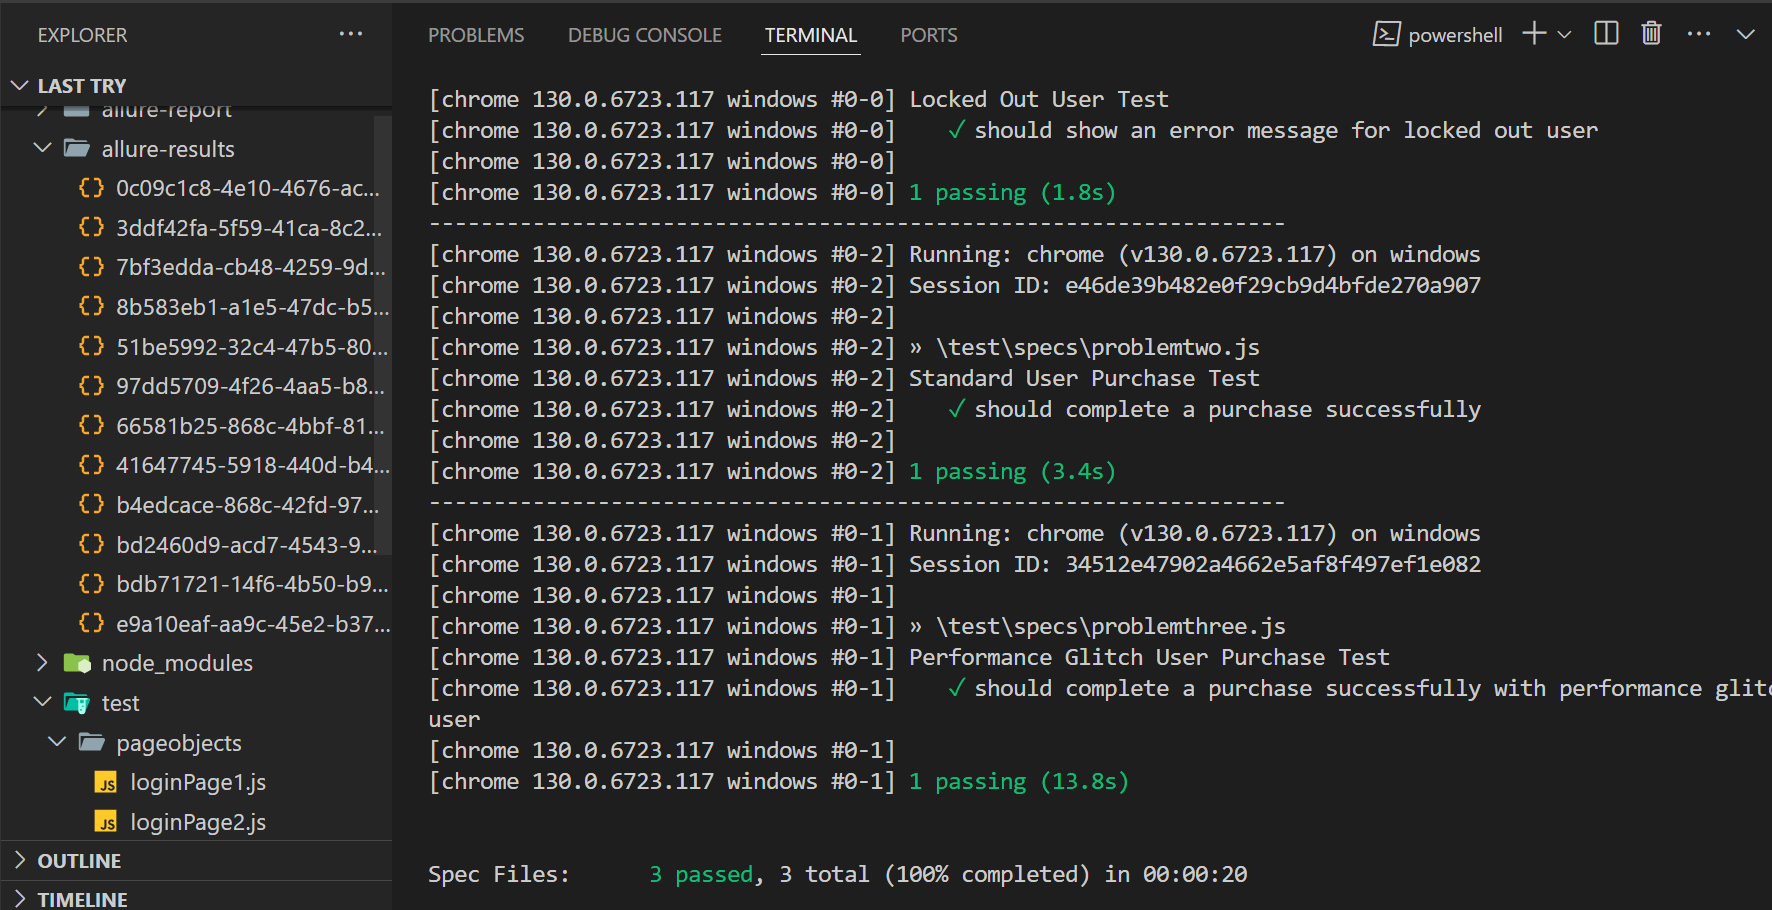 EXPLORER
LAST TRY
allure-report
allure-results
0c09c1c8-4e10-4676-ac...
3ddf42fa-5f59-41ca-8c2...
7bf3edda-cb48-4259-9d...
8b583eb1-a1e5-47dc-b5...
51be5992-32c4-47b5-80...
97dd5709-4f26-4aa5-b8...
66581b25-868c-4bbf-81...
41647745-5918-440d-b4...
b4edcace-868c-42fd-97...
bd2460d9-acd7-4543-9...
bdb71721-14f6-4b50-b9...
e9a10eaf-aa9c-45e2-b37...
node_modules
test
pageobjects
JS loginPage1.js
JS loginPage2.js
OUTLINE
TIMELINE
PROBLEMS DEBUG CONSOLE TERMINAL PORTS powershell
[chrome 130.0.6723.117 windows #0-0] Locked Out User Test
[chrome 130.0.6723.117 windows #0-0]    ✓ should show an error message for locked out user
[chrome 130.0.6723.117 windows #0-0]
[chrome 130.0.6723.117 windows #0-0] 1 passing (1.8s)
------------------------------------------------------------------
[chrome 130.0.6723.117 windows #0-2] Running: chrome (v130.0.6723.117) on windows
[chrome 130.0.6723.117 windows #0-2] Session ID: e46de39b482e0f29cb9d4bfde270a907
[chrome 130.0.6723.117 windows #0-2]
[chrome 130.0.6723.117 windows #0-2] » \test\specs\problemtwo.js
[chrome 130.0.6723.117 windows #0-2] Standard User Purchase Test
[chrome 130.0.6723.117 windows #0-2]    ✓ should complete a purchase successfully
[chrome 130.0.6723.117 windows #0-2]
[chrome 130.0.6723.117 windows #0-2] 1 passing (3.4s)
------------------------------------------------------------------
[chrome 130.0.6723.117 windows #0-1] Running: chrome (v130.0.6723.117) on windows
[chrome 130.0.6723.117 windows #0-1] Session ID: 34512e47902a4662e5af8f497ef1e082
[chrome 130.0.6723.117 windows #0-1]
[chrome 130.0.6723.117 windows #0-1] » \test\specs\problemthree.js
[chrome 130.0.6723.117 windows #0-1] Performance Glitch User Purchase Test
[chrome 130.0.6723.117 windows #0-1]    ✓ should complete a purchase successfully with performance glitc
user
[chrome 130.0.6723.117 windows #0-1]
[chrome 130.0.6723.117 windows #0-1] 1 passing (13.8s)
Spec Files:      3 passed, 3 total (100% completed) in 00:00:20